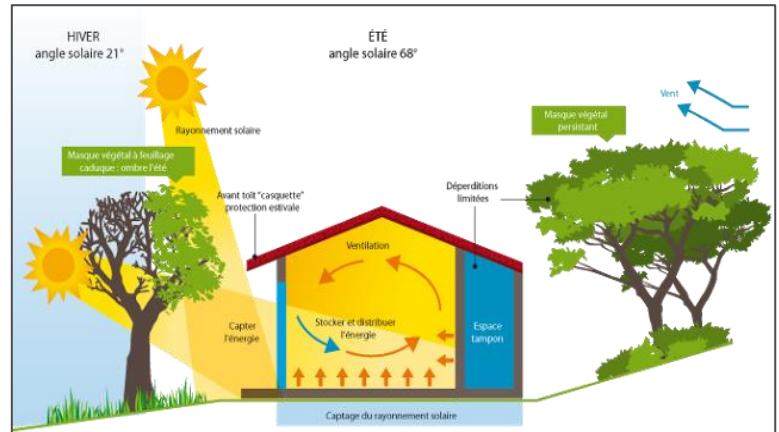 HIVER
angle solaire 21°
ÉTÉ
angle solaire 68°
Rayonnement solaire
Masque végétal à feuillage
caduque : ombre l'été
Avant toît "casquette"
protection estivale
Déperditions
limitées
Masque végétal
persistant
Vent
Ventilation
Capter
l'énergie
Stocker et distribuer
l'énergie
Espace
tampon
Captage du rayonnement solaire